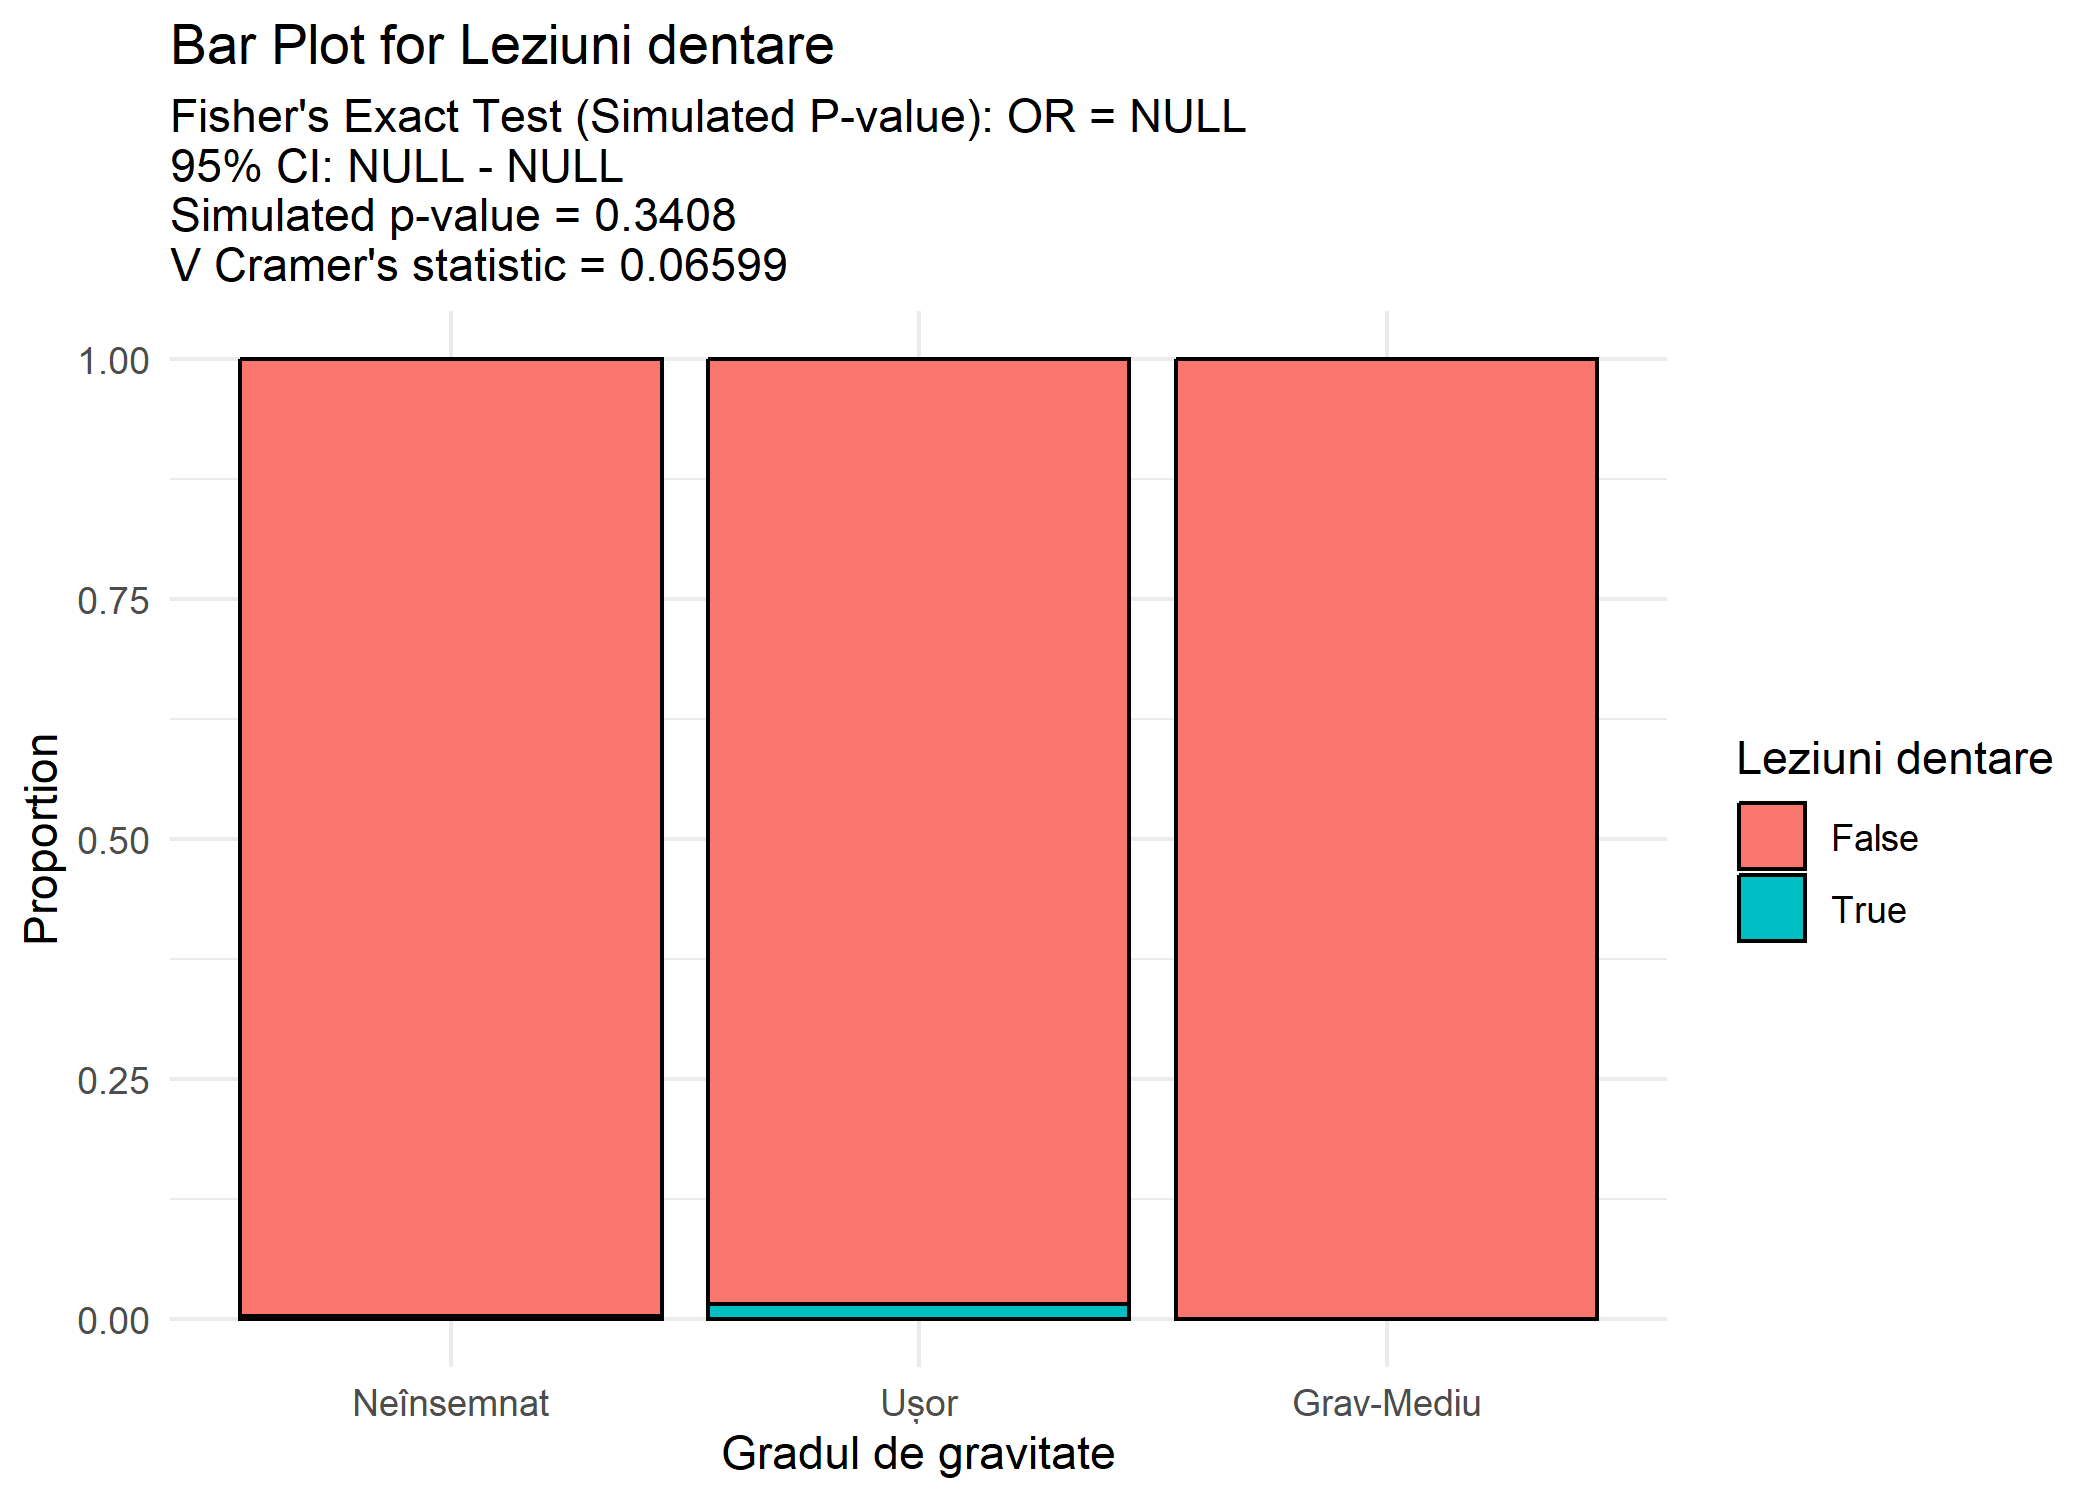 Bar Plot for Leziuni dentare
Fisher's Exact Test (Simulated P-value): OR = NULL
95% CI: NULL - NULL
Simulated p-value = 0.3408
V Cramer's statistic = 0.06599
1.00
0.75
0.50
0.25
0.00
Proportion
Neînsemnat
Ușor
Grav-Mediu
Gradul de gravitate
Leziuni dentare
False
True